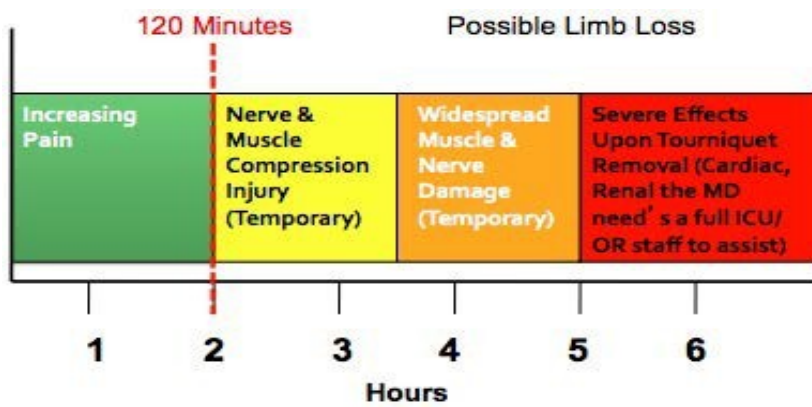 120 Minutes
Possible Limb Loss
Increasing
Pain
Nerve &
Muscle
Compression
Injury
(Temporary)
Widespread
Muscle &
Nerve
Damage
(Temporary)
Severe Effects
Upon Tourniquet
Removal (Cardiac,
Renal the MD
need's a full ICU/
OR staff to assist)
1 2 3 4 5 6
Hours